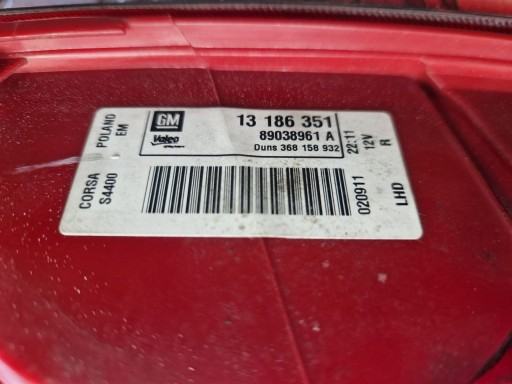 GM
Valeo
13 186 351
89038961 A
Duns 368 158 932
CORSA POLAND
S4400 EM
020911 22:11
12V
LHD R